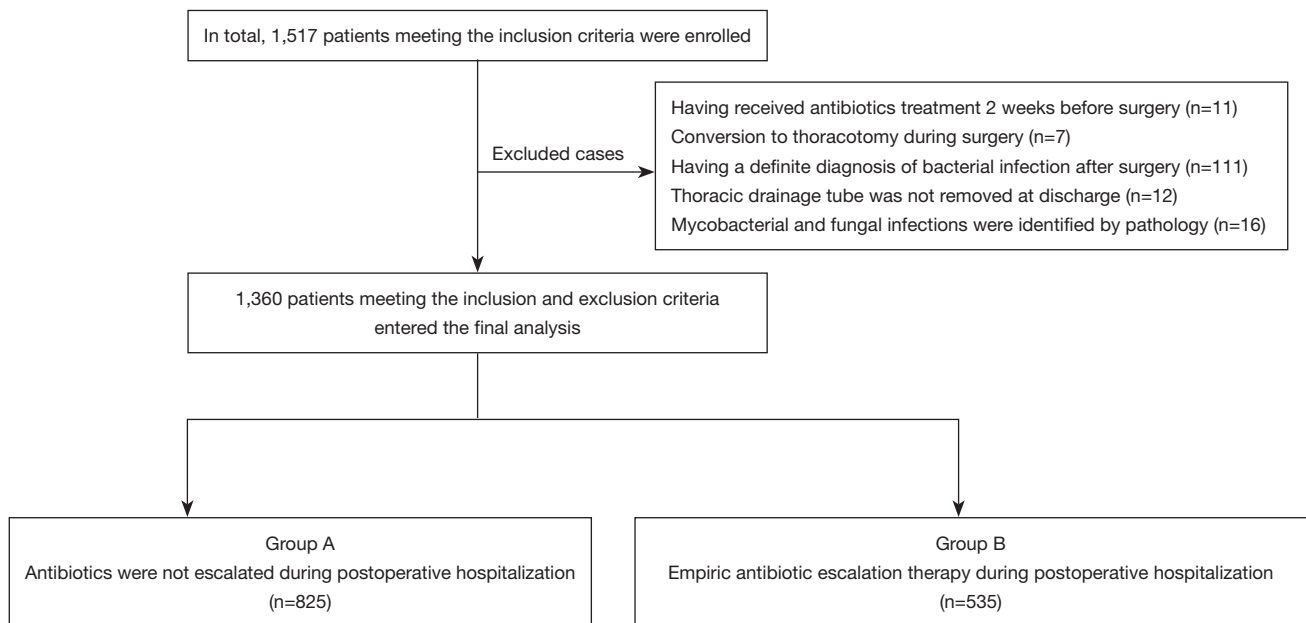 In total, 1,517 patients meeting the inclusion criteria were enrolled
Excluded cases
Having received antibiotics treatment 2 weeks before surgery (n=11)
Conversion to thoracotomy during surgery (n=7)
Having a definite diagnosis of bacterial infection after surgery (n=111)
Thoracic drainage tube was not removed at discharge (n=12)
Mycobacterial and fungal infections were identified by pathology (n=16)
1,360 patients meeting the inclusion and exclusion criteria
entered the final analysis
Group A
Antibiotics were not escalated during postoperative hospitalization
(n=825)
Group B
Empiric antibiotic escalation therapy during postoperative hospitalization
(n=535)